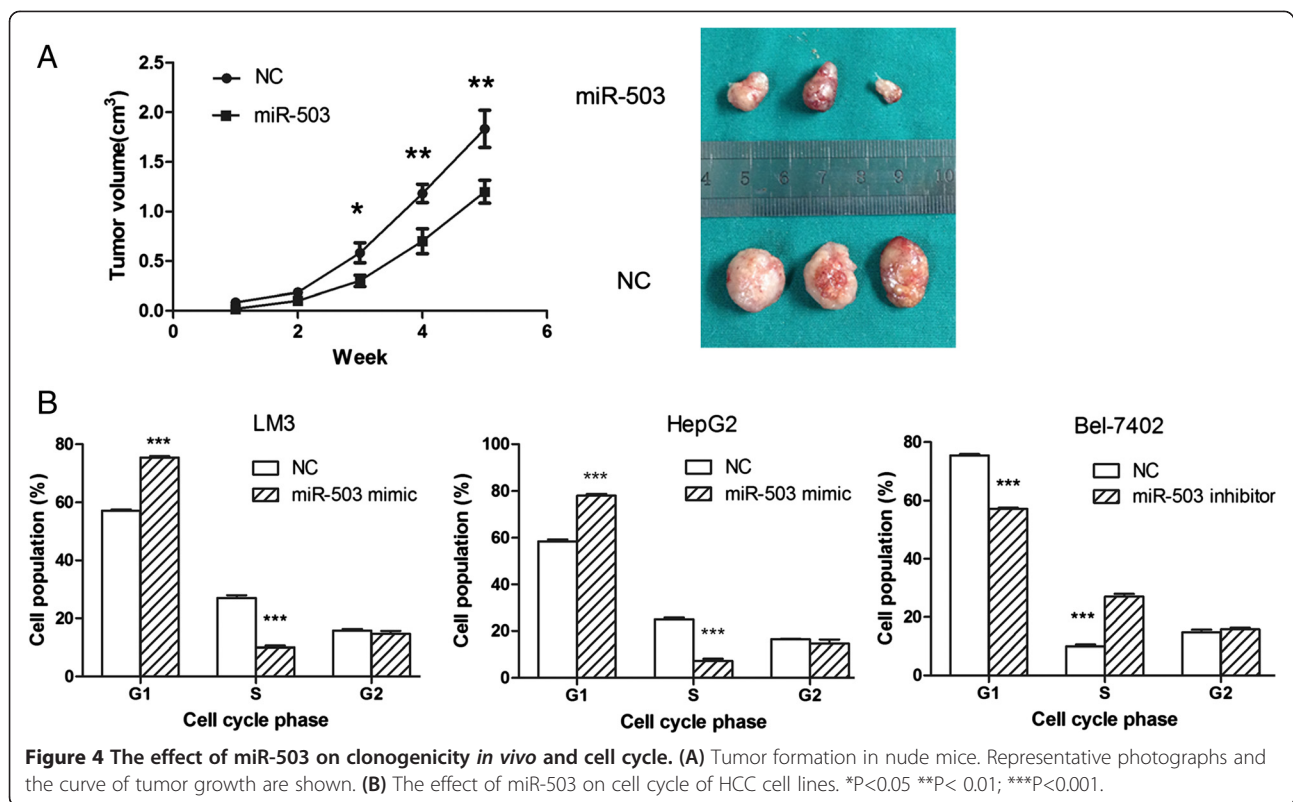 A
2.5
2.0
1.5
1.0
0.5
0.0
0
2
4
6
Tumor volume(cm³)
Week
NC
miR-503
*
**
**
miR-503
4 5 6 7 8 9 10
NC
B
LM3
80
60
40
20
0
Cell population (%)
***
***
NC
miR-503 mimic
G1
S
G2
Cell cycle phase
HepG2
100
80
60
40
20
0
Cell population (%)
***
***
NC
miR-503 mimic
G1
S
G2
Cell cycle phase
Bel-7402
80
60
40
20
0
Cell population (%)
***
***
NC
miR-503 inhibitor
G1
S
G2
Cell cycle phase
Figure 4 The effect of miR-503 on clonogenicity in vivo and cell cycle. (A) Tumor formation in nude mice. Representative photographs and
the curve of tumor growth are shown. (B) The effect of miR-503 on cell cycle of HCC cell lines. *P<0.05 **P< 0.01; ***P<0.001.